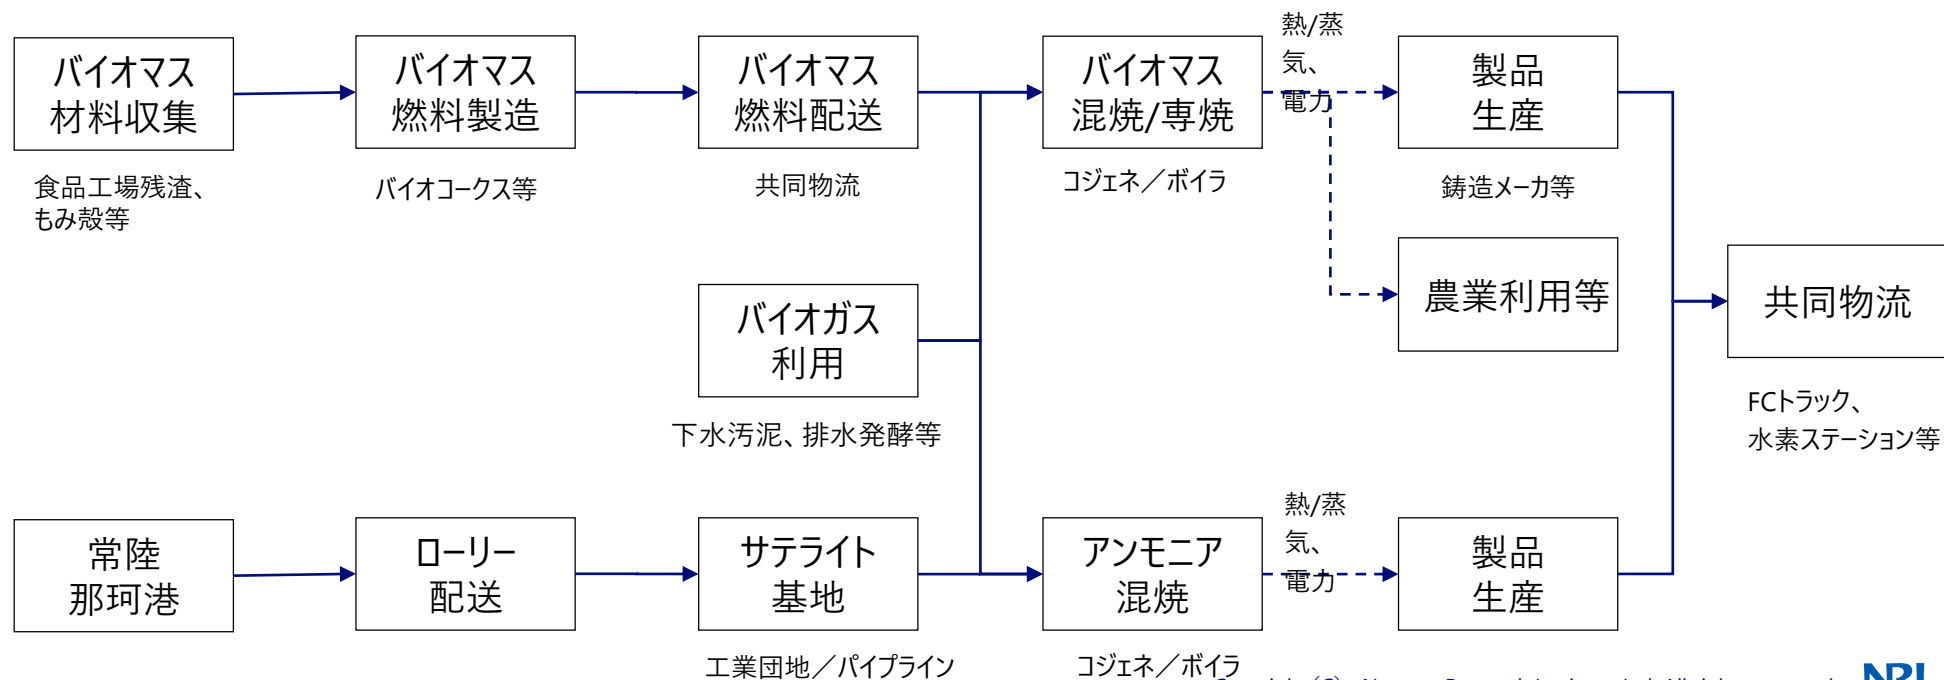 バイオマス
材料収集
食品工場残渣、
もみ殻等
バイオマス
燃料製造
バイオコークス等
バイオマス
燃料配送
共同物流
バイオマス
混焼/専焼
コジェネ／ボイラ
熱/蒸
気、
電力
製品
生産
鋳造メーカ等
農業利用等
バイオガス
利用
下水汚泥、排水発酵等
共同物流
FCトラック、
水素ステーション等
常陸
那珂港
ローリー
配送
サテライト
基地
工業団地／パイプライン
アンモニア
混焼
コジェネ／ボイラ
熱/蒸
気、
電力
製品
生産
NRI